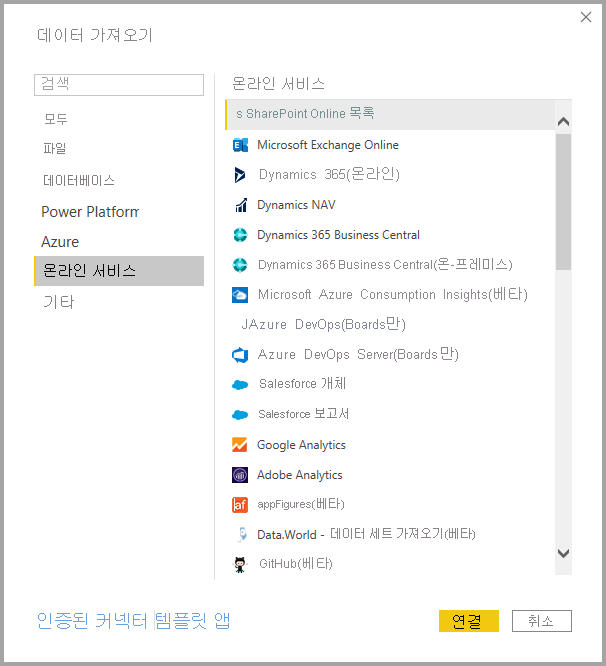 데이터 가져오기
검색
모두
파일
데이터베이스
Power Platform
Azure
온라인 서비스
기타
온라인 서비스
s SharePoint Online 목록
Microsoft Exchange Online
Dynamics 365(온라인)
Dynamics NAV
Dynamics 365 Business Central
Dynamics 365 Business Central(온-프레미스)
Microsoft Azure Consumption Insights(베타)
JAzure DevOps(Boards만)
Azure DevOps Server(Boards만)
Salesforce 개체
Salesforce 보고서
Google Analytics
Adobe Analytics
af appFigures(베타)
Data.World - 데이터 세트 가져오기(베타)
GitHub(베타)
인증된 커넥터 템플릿 앱
연결
취소